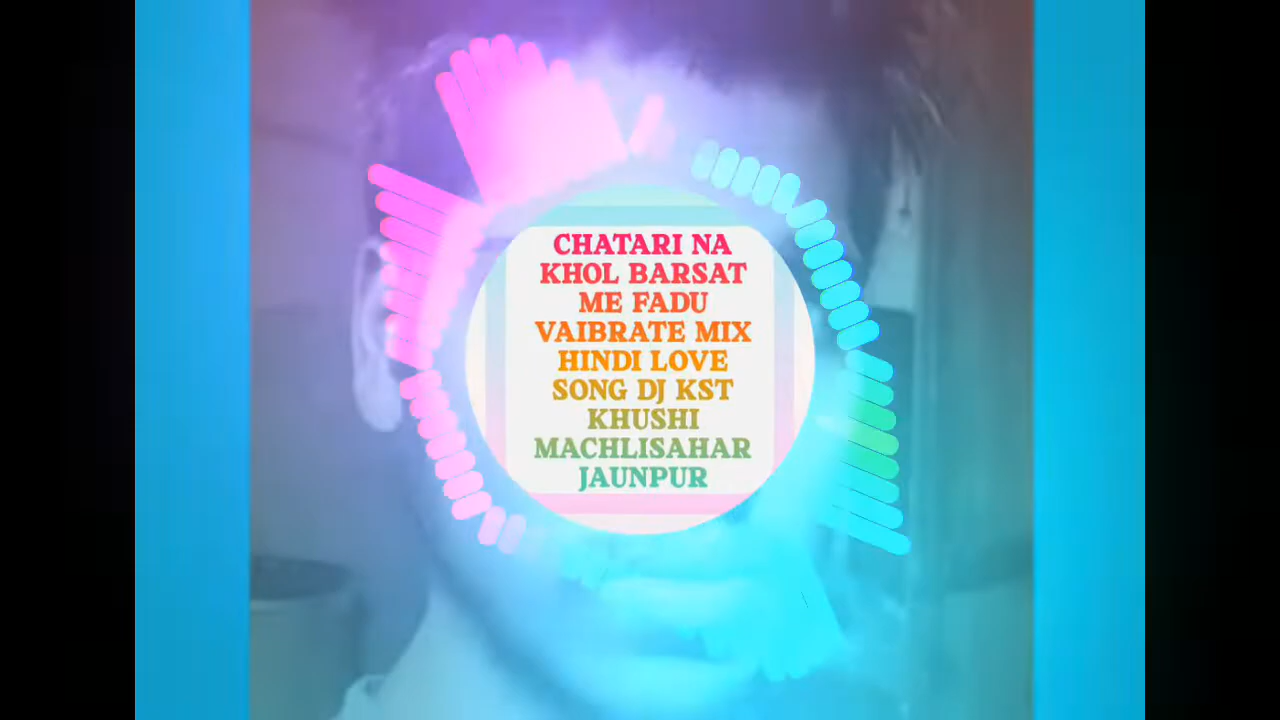 CHATARI NA
KHOL BARSAT
ME FADU
VAIBRATE MIX
HINDI LOVE
SONG DJ KST
KHUSHI
MACHLISAHAR
JAUNPUR